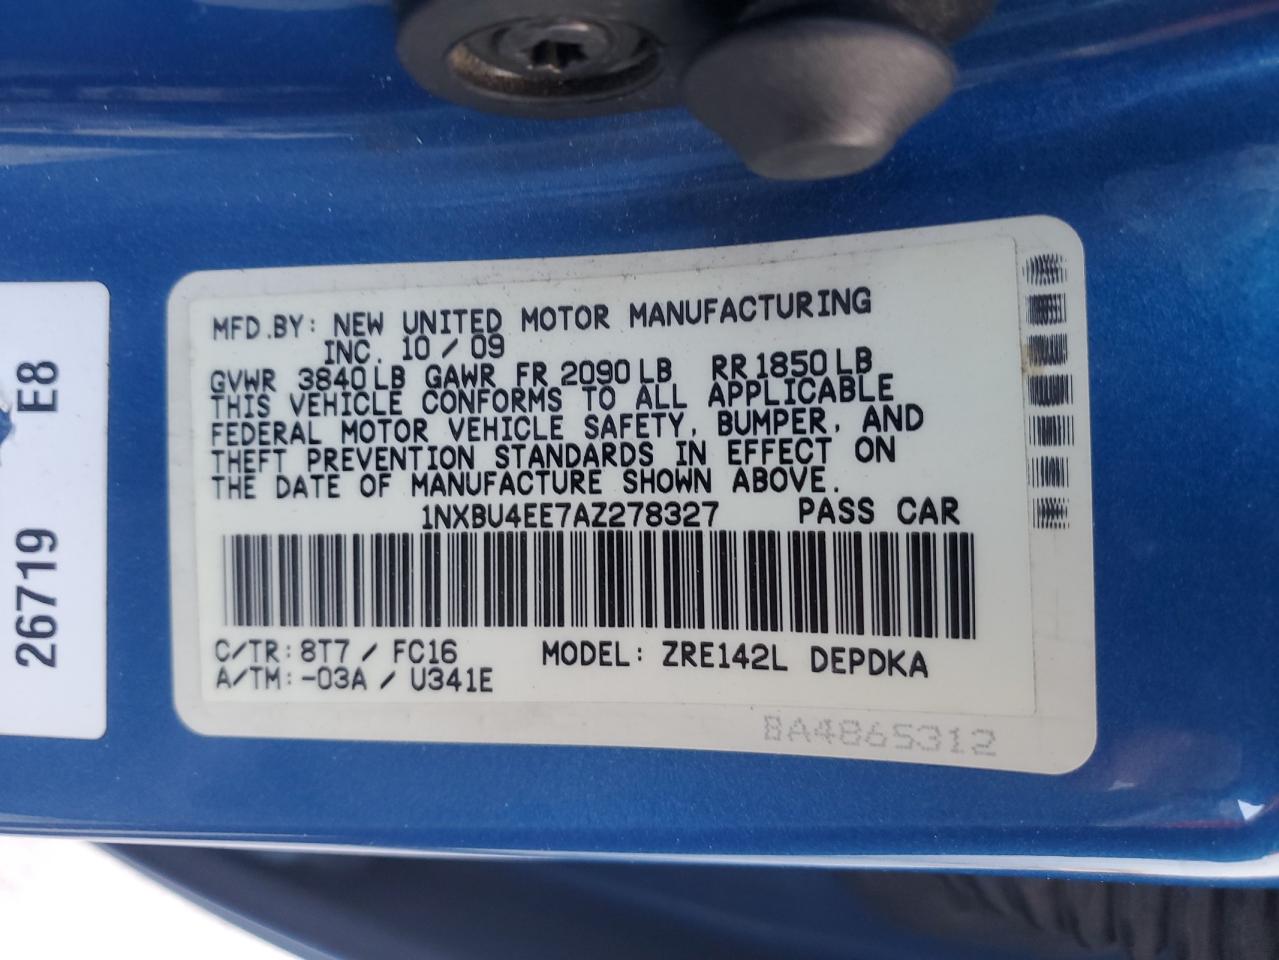 MFD.BY: NEW UNITED MOTOR MANUFACTURING
INC. 10 / 09
GVWR 3840 LB GAWR FR 2090 LB RR 1850 LB
THIS VEHICLE CONFORMS TO ALL APPLICABLE
FEDERAL MOTOR VEHICLE SAFETY, BUMPER, AND
THEFT PREVENTION STANDARDS IN EFFECT ON
THE DATE OF MANUFACTURE SHOWN ABOVE.
1NXBU4EE7AZ278327 PASS CAR
C/TR: 8T7 / FC16 MODEL: ZRE142L DEPDKA
A/TM: -03A / U341E
BA4865312
26719 E8